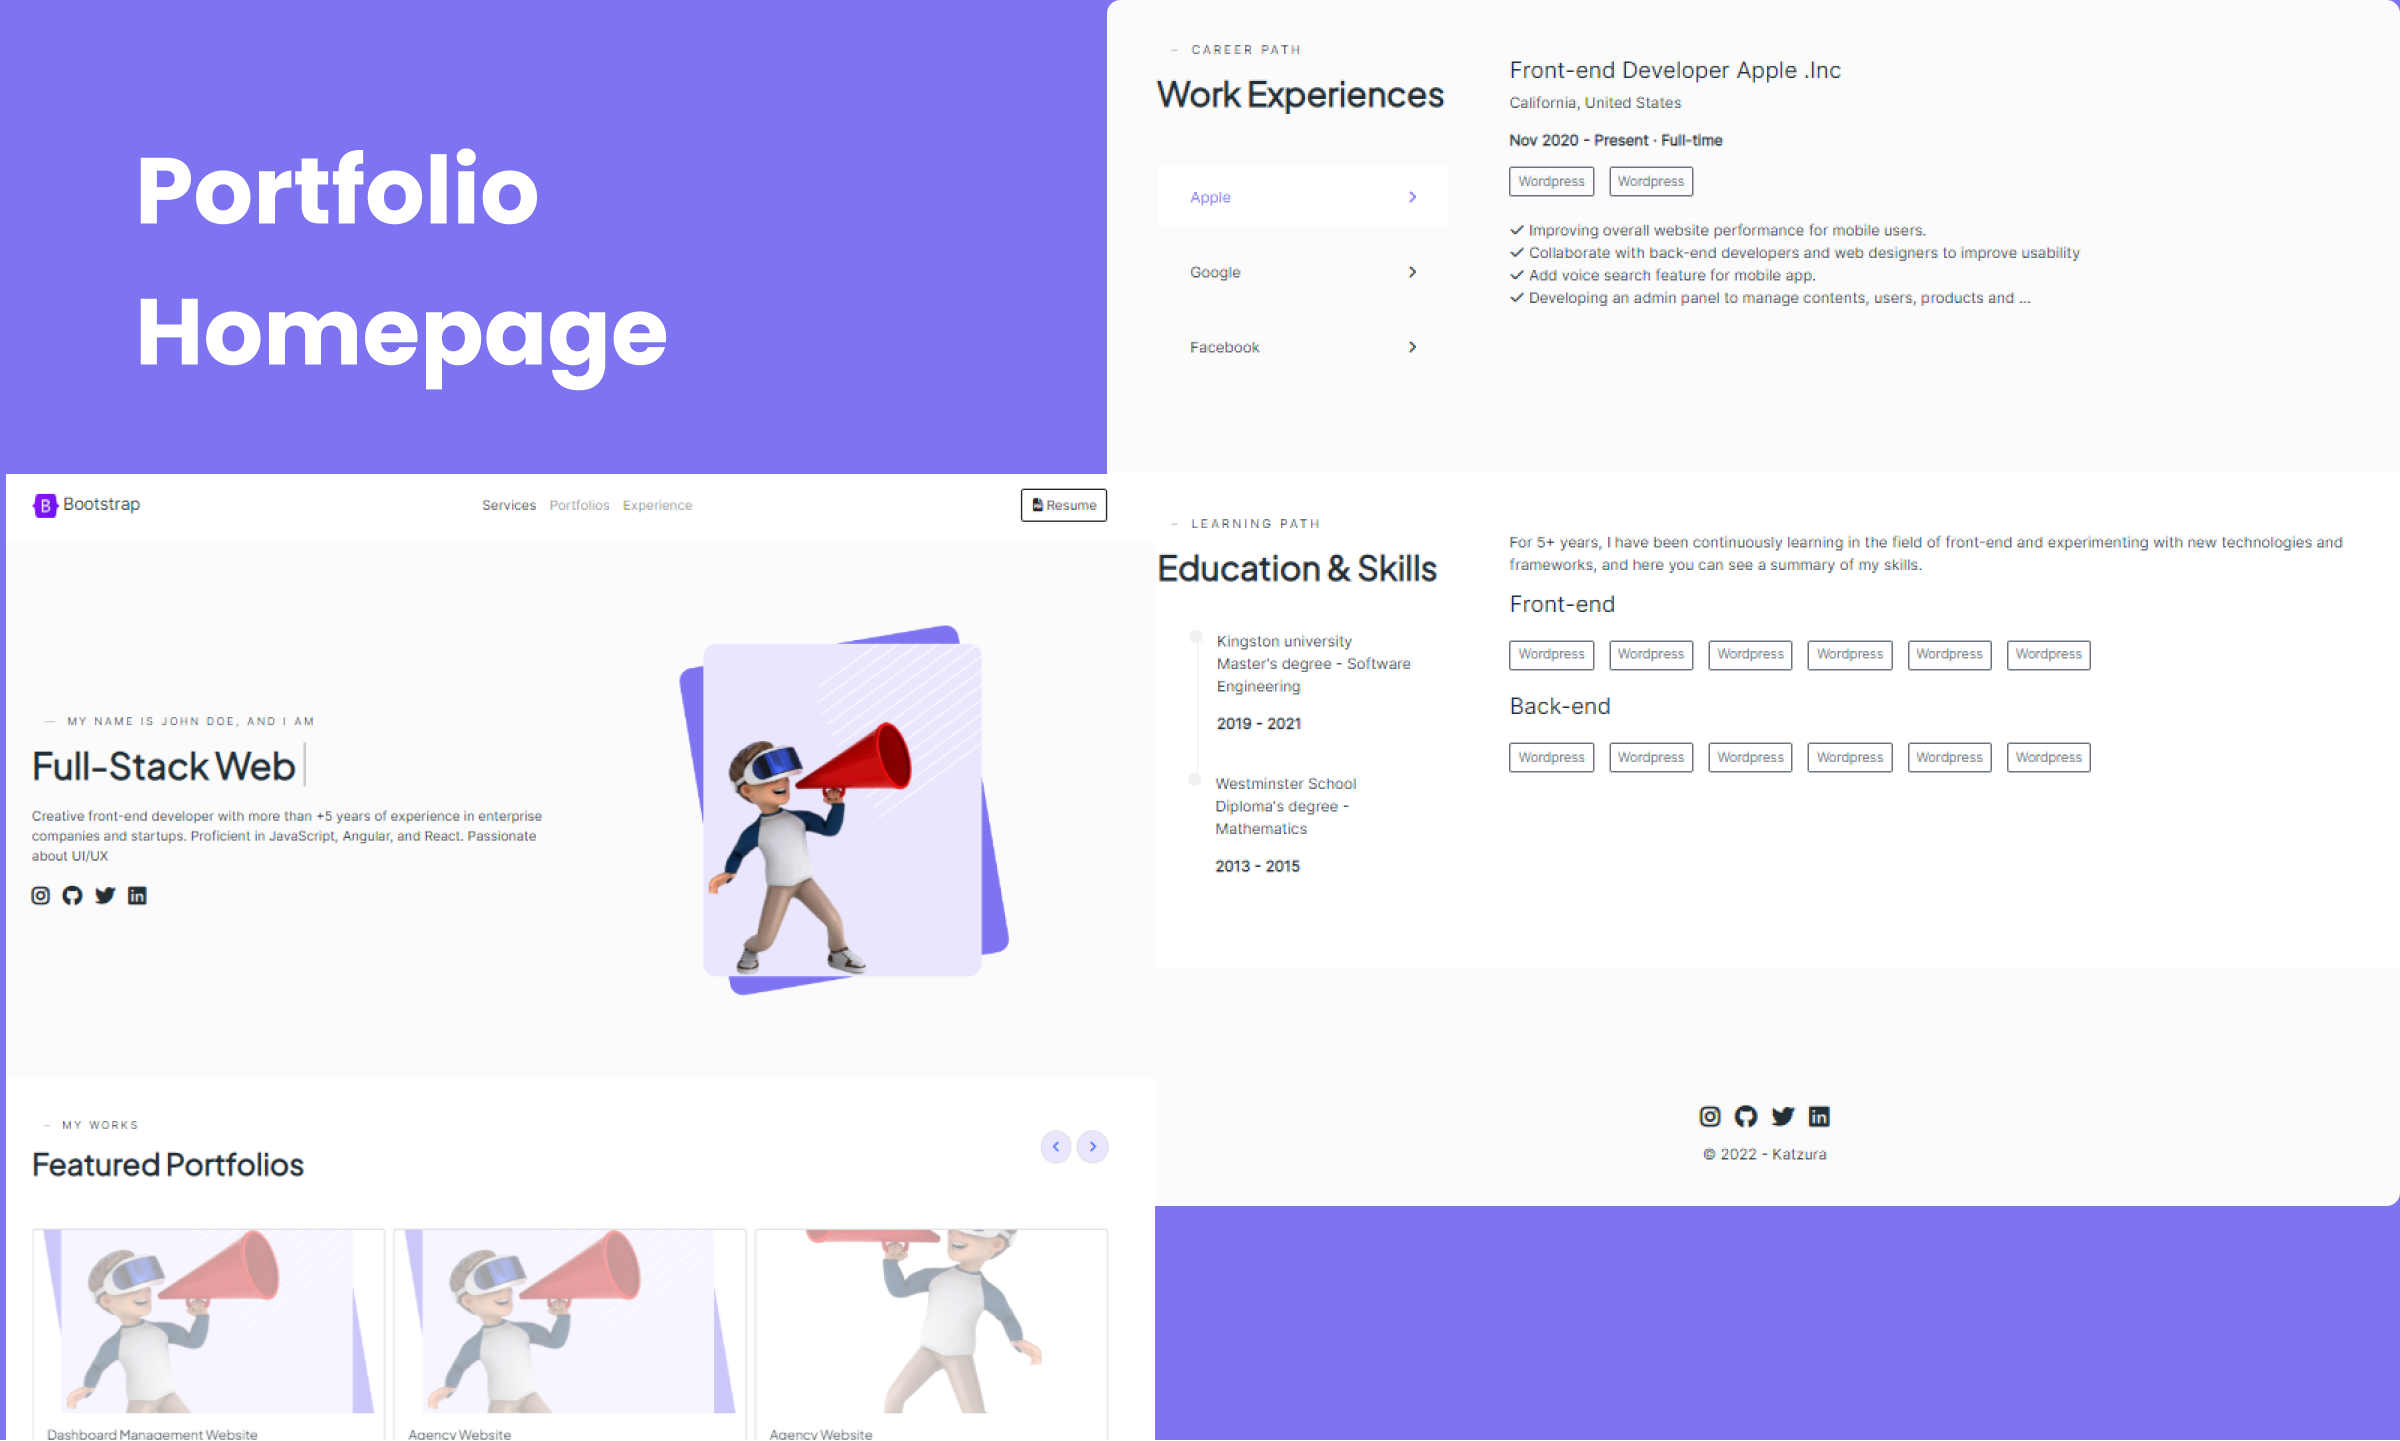 Portfolio
Homepage
Bootstrap
Services Portfolios Experience
Resume
— MY NAME IS JOHN DOE, AND I AM
Full-Stack Web
Creative front-end developer with more than +5 years of experience in enterprise
companies and startups. Proficient in JavaScript, Angular, and React. Passionate
about UI/UX
– MY WORKS
Featured Portfolios
Dashboard Management Website
Agency Website
Agency Website
– CAREER PATH
Work Experiences
Apple
Google
Facebook
Front-end Developer Apple .Inc
California, United States
Nov 2020 - Present · Full-time
Wordpress Wordpress
Improving overall website performance for mobile users.
Collaborate with back-end developers and web designers to improve usability
Add voice search feature for mobile app.
Developing an admin panel to manage contents, users, products and ...
– LEARNING PATH
Education & Skills
Kingston university
Master's degree - Software
Engineering
2019 - 2021
Westminster School
Diploma's degree -
Mathematics
2013 - 2015
For 5+ years, I have been continuously learning in the field of front-end and experimenting with new technologies and
frameworks, and here you can see a summary of my skills.
Front-end
Wordpress Wordpress Wordpress Wordpress Wordpress Wordpress
Back-end
Wordpress Wordpress Wordpress Wordpress Wordpress Wordpress
© 2022 - Katzura